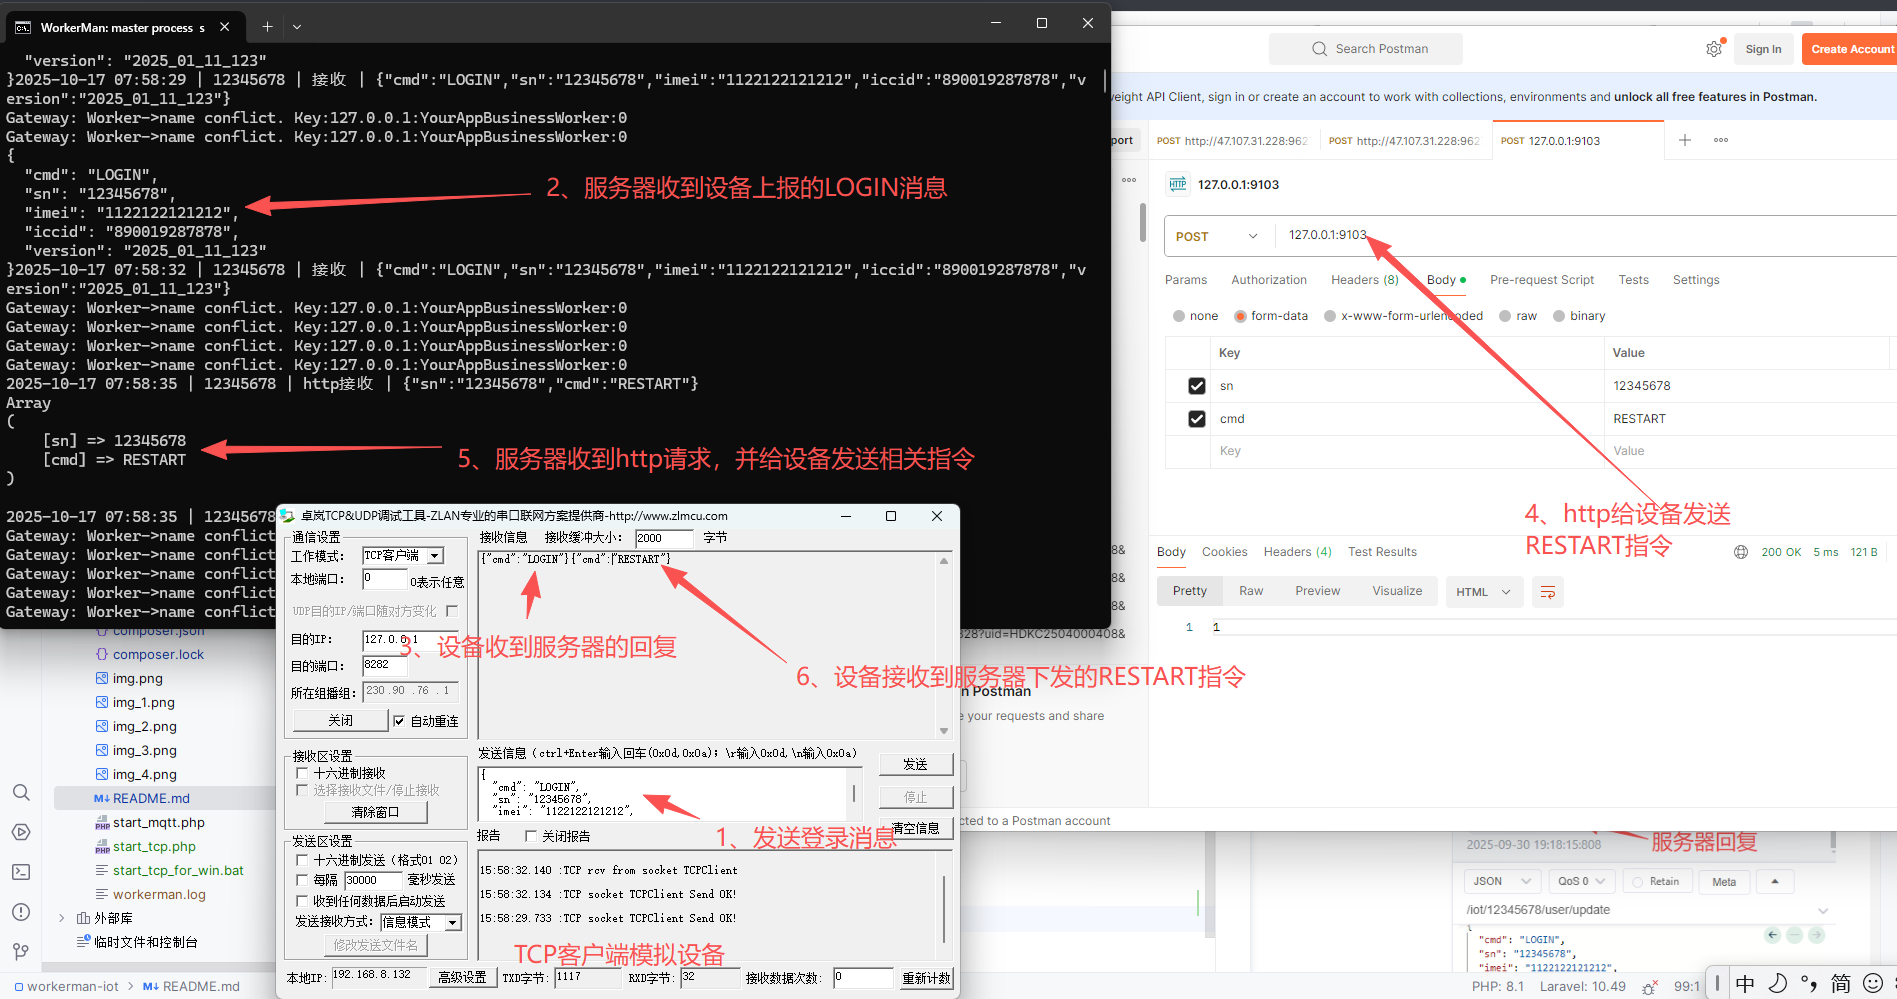 WorkerMan: master process  s
"version": "2025_01_11_123"
}2025-10-17 07:58:29 | 12345678 | 接收 | {"cmd":"LOGIN","sn":"12345678","imei":"1122122121212","iccid":"890019287878","v
ersion":"2025_01_11_123"}
Gateway: Worker->name conflict. Key:127.0.0.1:YourAppBusinessWorker:0
Gateway: Worker->name conflict. Key:127.0.0.1:YourAppBusinessWorker:0
{
"cmd": "LOGIN",
"sn": "12345678",
"imei": "1122122121212",
"iccid": "890019287878",
"version": "2025_01_11_123"
}2025-10-17 07:58:32 | 12345678 | 接收 | {"cmd":"LOGIN","sn":"12345678","imei":"1122122121212","iccid":"890019287878","v
ersion":"2025_01_11_123"}
Gateway: Worker->name conflict. Key:127.0.0.1:YourAppBusinessWorker:0
Gateway: Worker->name conflict. Key:127.0.0.1:YourAppBusinessWorker:0
Gateway: Worker->name conflict. Key:127.0.0.1:YourAppBusinessWorker:0
Gateway: Worker->name conflict. Key:127.0.0.1:YourAppBusinessWorker:0
2025-10-17 07:58:35 | 12345678 | http接收 | {"sn":"12345678","cmd":"RESTART"}
Array
(
[sn] => 12345678
[cmd] => RESTART
)
2025-10-17 07:58:35 | 12345678
Gateway: Worker->name conflict
Gateway: Worker->name conflict
Gateway: Worker->name conflict
Gateway: Worker->name conflict
Gateway: Worker->name conflict
2、服务器收到设备上报的LOGIN消息
5、服务器收到http请求，并给设备发送相关指令
Search Postman
Sign In
Create Account
eight API Client, sign in or create an account to work with collections, environments and unlock all free features in Postman.
port
POST http://47.107.31.228:962
POST http://47.107.31.228:962
POST 127.0.0.1:9103
HTTP 127.0.0.1:9103
POST
127.0.0.1:9103
Params Authorization Headers (8) Body Pre-request Script Tests Settings
none form-data x-www-form-urlencoded raw binary
Key Value
sn 12345678
cmd RESTART
Key Value
4、http给设备发送
RESTART指令
Body Cookies Headers (4) Test Results
200 OK 5 ms 121 B
Pretty Raw Preview Visualize HTML
1 1
卓岚TCP&UDP调试工具-ZLAN专业的串口联网方案提供商-http://www.zlmcu.com
通信设置
工作模式： TCP客户端
本地端口： 0 0表示任意
UDP目的IP/端口随对方变化
目的IP： 127.0.0.1
目的端口： 8282
所在组播组： 230 .90 .76 .1
关闭 自动重连
接收区设置
十六进制接收
选择接收文件/停止接收
清除窗口
发送区设置
十六进制发送（格式01 02）
每隔 30000 毫秒发送
收到任何数据后启动发送
发送接收方式： 信息模式
修改发送文件名
接收信息 接收缓冲大小： 2000 字节
{"cmd":"LOGIN"}{"cmd":"RESTART"}
3、设备收到服务器的回复
6、设备接收到服务器下发的RESTART指令
发送信息（ctrl+Enter输入回车(0x0d,0x0a)；\r输入0x0d,\n输入0x0a）
{
"cmd": "LOGIN",
"sn": "12345678",
"imei": "1122122121212",
发送
停止
清空信息
1、发送登录消息
报告 关闭报告
15:58:32.140 :TCP rcv from socket TCPClient
15:58:32.134 :TCP socket TCPClient Send OK!
15:58:29.733 :TCP socket TCPClient Send OK!
TCP客户端模拟设备
本地IP: 192.168.8.132 高级设置 TXD字节: 1117 RXD字节: 32 接收数据次数: 0 重新计数
328?uid=HDKC2504000408&
n Postman
e your requests and share
cted to a Postman account
composer.json
composer.lock
img.png
img_1.png
img_2.png
img_3.png
img_4.png
README.md
start_mqtt.php
start_tcp.php
start_tcp_for_win.bat
workerman.log
外部库
临时文件和控制台
workerman-iot README.md
2025-09-30 19:18:15:808
服务器回复
JSON QoS 0 Retain Meta
/iot/12345678/user/update
{
"cmd": "LOGIN",
"sn": "12345678",
"imei": "1122122121212",
PHP: 8.1 Laravel: 10.49 99:1
中 简